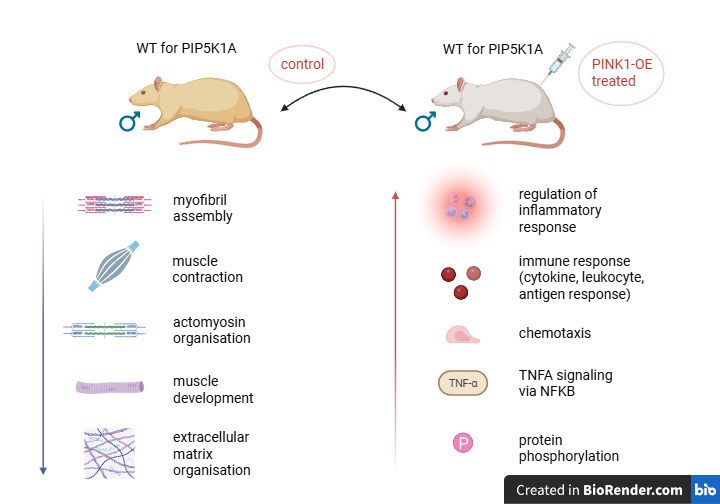 WT for PIP5K1A
control
WT for PIP5K1A
PINK1-OE
treated
myofibril
assembly
muscle
contraction
actomyosin
organisation
muscle
development
extracellular
matrix
organisation
regulation of
inflammatory
response
immune response
(cytokine, leukocyte,
antigen response)
chemotaxis
TNF-α
TNFA signaling
via NFKB
P
protein
phosphorylation
Created in BioRender.com
bio